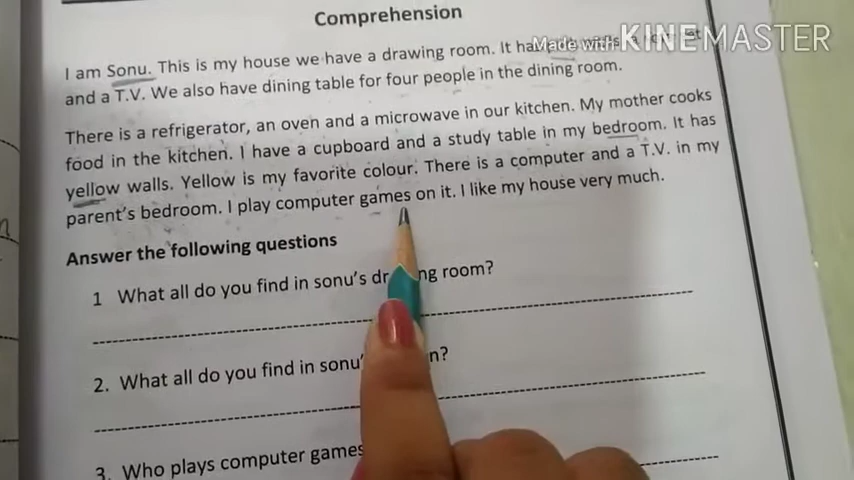 Comprehension
Made with KINEMASTER
I am Sonu. This is my house we have a drawing room. It has
and a T.V. We also have dining table for four people in the dining room.
There is a refrigerator, an oven and a microwave in our kitchen. My mother cooks
food in the kitchen. I have a cupboard and a study table in my bedroom. It has
yellow walls. Yellow is my favorite colour. There is a computer and a T.V. in my
parent's bedroom. I play computer games on it. I like my house very much.
Answer the following questions
1 What all do you find in sonu's drawing room?
2. What all do you find in sonu'
3. Who plays computer games